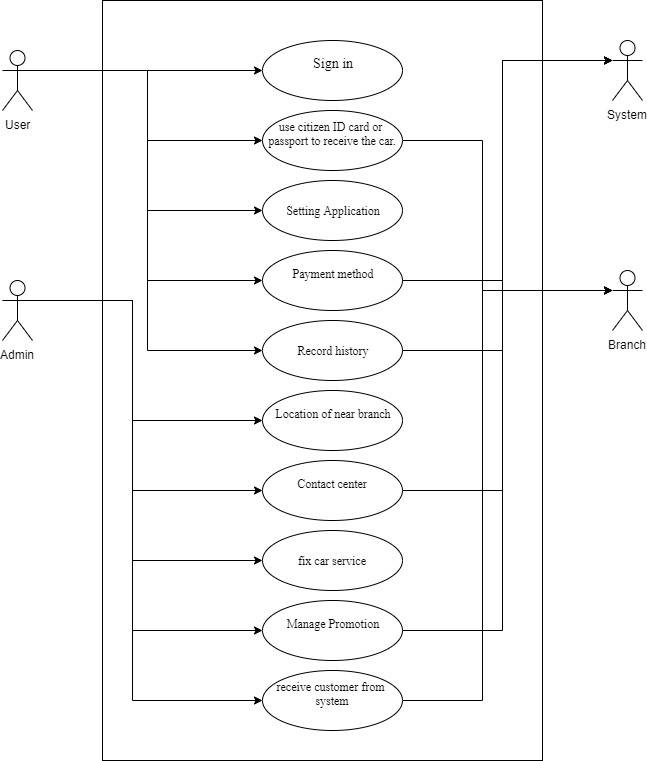 Sign in
User
System
use citizen ID card or
passport to receive the car.
Setting Application
Payment method
Admin
Branch
Record history
Location of near branch
Contact center
fix car service
Manage Promotion
receive customer from
system